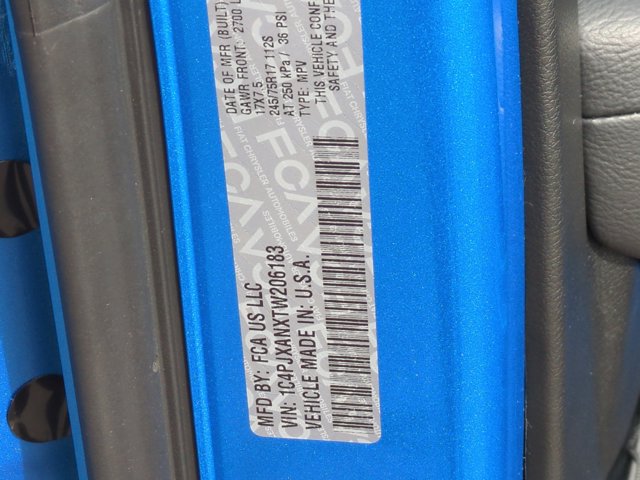 MFD BY: FCA US LLC
VIN: 1C4PJXANXTW206183
VEHICLE MADE IN: U.S.A.
DATE OF MFR (BUILT)
GAWR FRONT: 2700 L
17X7.5
245/75R17 112S
AT 250 kPa / 36 PSI
TYPE: MPV
THIS VEHICLE CONF
SAFETY AND THE